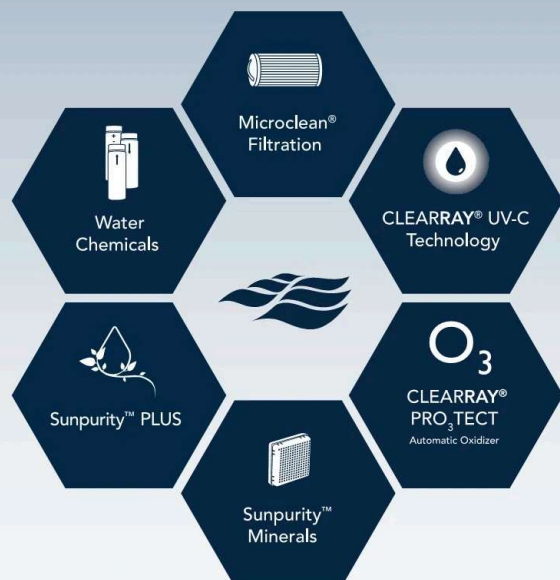 Microclean®
Filtration
CLEARRAY® UV-C
Technology
O₃
CLEARRAY®
PRO₃TECT
Automatic Oxidizer
Sunpurity™
Minerals
Sunpurity™ PLUS
Water
Chemicals